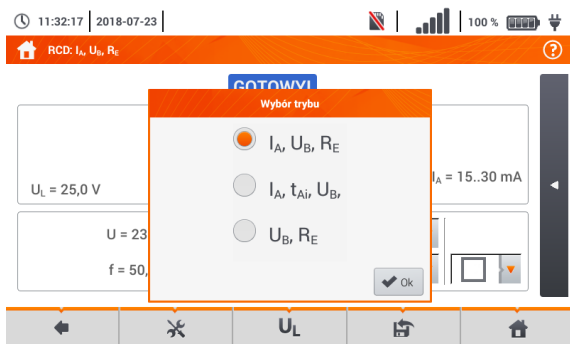 11:32:17 2018-07-23 100 %
RCD: IA, UB, RE ?
GOTOWY!
Wybór trybu
IA, UB, RE
IA, tAi, UB,
UB, RE
UL = 25,0 V
IA = 15..30 mA
U = 23
f = 50,
Ok
UL